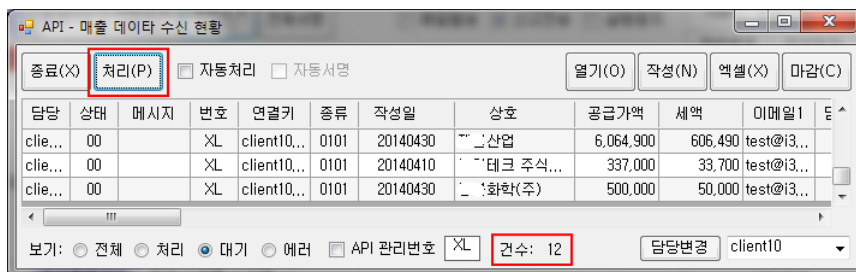 API - 매출 데이타 수신 현황
종료(X) 처리(P) 자동처리 자동서명 열기(O) 작성(N) 엑셀(X) 마감(C)
담당 상태 메시지 번호 연결키 종류 작성일 상호 공급가액 세액 이메일1
clie,,, 00 XL client10,,, 0101 20140430 산업 6,064,900 606,490 test@i3,,,
clie,,, 00 XL client10,,, 0101 20140410 테크 주식,,, 337,000 33,700 test@i3,,,
clie,,, 00 XL client10,,, 0101 20140430 화학(주) 500,000 50,000 test@i3,,,
보기: 전체 처리 대기 에러 API 관리번호 XL 건수: 12 담당변경 client10